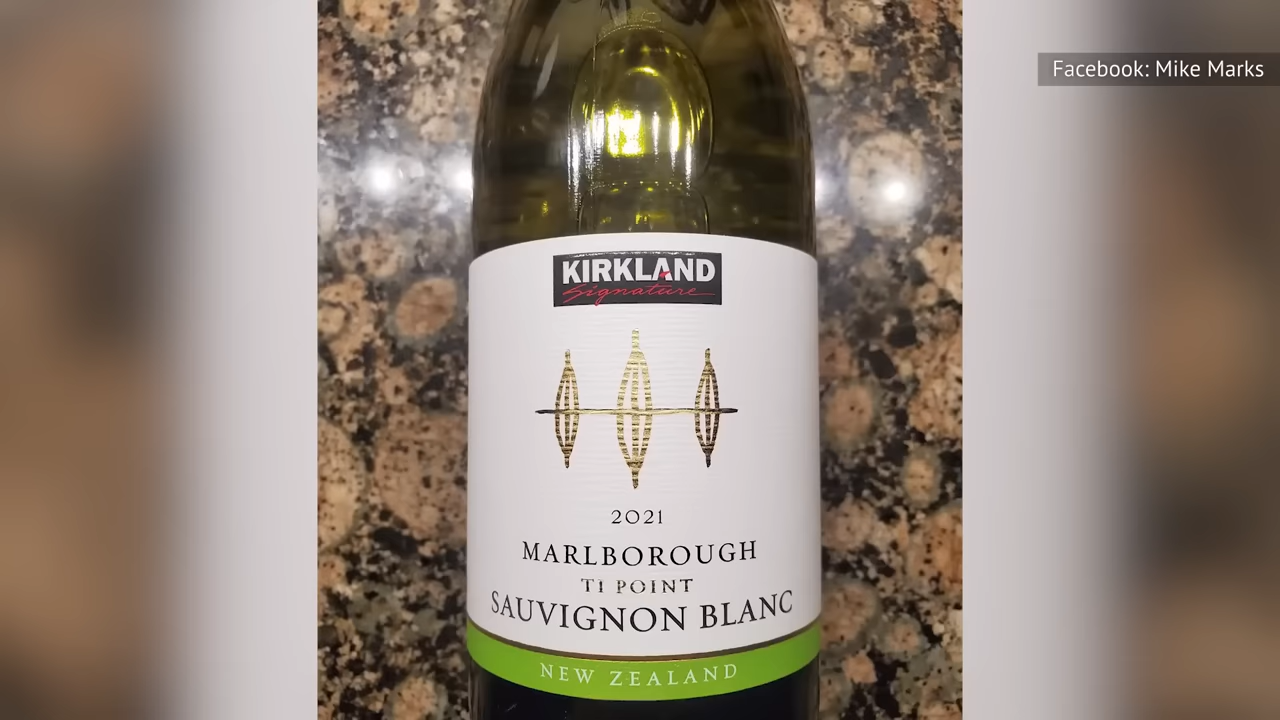 Facebook: Mike Marks
KIRKLAND
Signature
2021
MARLBOROUGH
TI POINT
SAUVIGNON BLANC
NEW ZEALAND